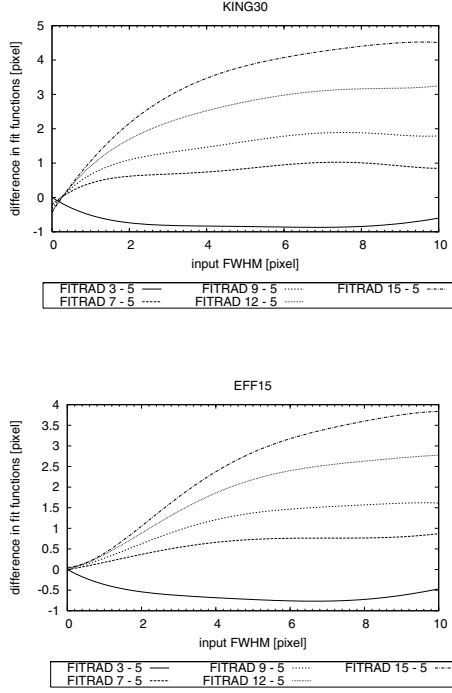 KING30
5
4
3
2
1
0
-1
0 2 4 6 8 10
difference in fit functions [pixel]
input FWHM [pixel]
FITRAD 3 - 5 FITRAD 9 - 5 FITRAD 15 - 5
FITRAD 7 - 5 FITRAD 12 - 5
EFF15
4
3.5
3
2.5
2
1.5
1
0.5
0
-0.5
-1
0 2 4 6 8 10
difference in fit functions [pixel]
input FWHM [pixel]
FITRAD 3 - 5 FITRAD 9 - 5 FITRAD 15 - 5
FITRAD 7 - 5 FITRAD 12 - 5